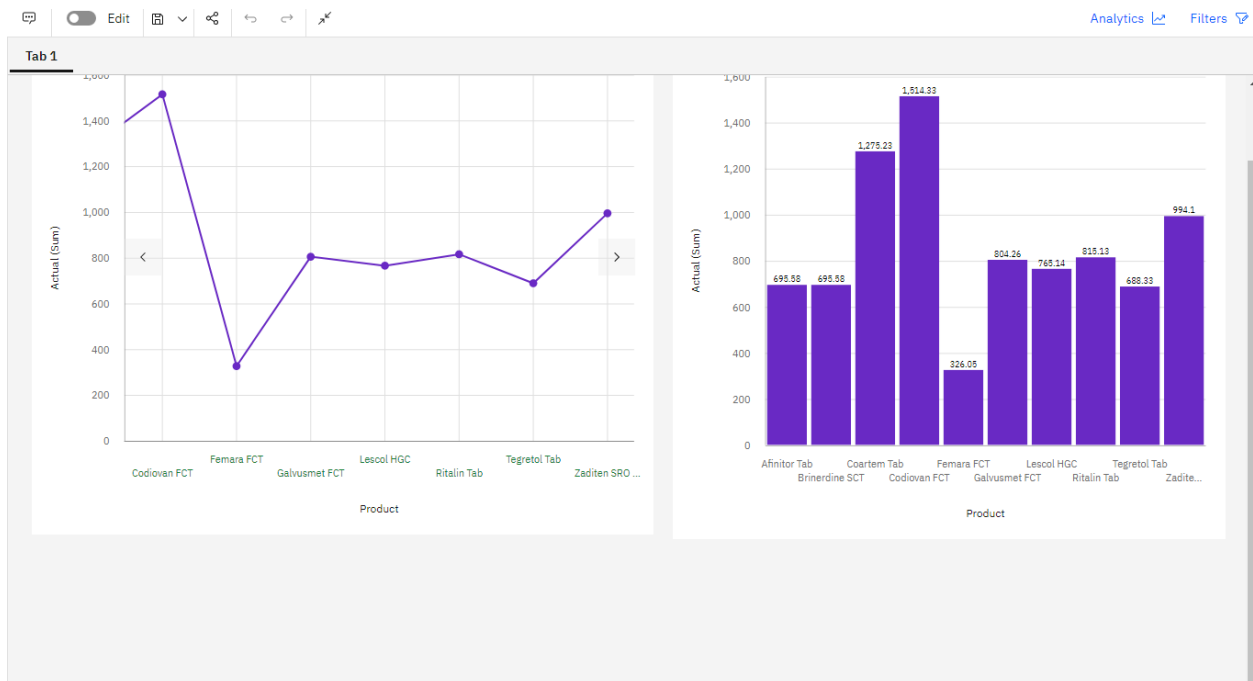 Edit
Analytics
Filters
Tab 1
1,600
1,400
1,200
1,000
800
600
400
200
0
Actual (Sum)
Codiovan FCT
Femara FCT
Galvusmet FCT
Lescol HGC
Ritalin Tab
Tegretol Tab
Zaditen SRO ...
Product
1,600
1,400
1,200
1,000
800
600
400
200
0
Actual (Sum)
695.58
695.58
1,275.23
1,514.33
326.05
804.26
765.14
815.13
688.33
994.1
Afinitor Tab
Brinerdine SCT
Coartem Tab
Codiovan FCT
Femara FCT
Galvusmet FCT
Lescol HGC
Ritalin Tab
Tegretol Tab
Zadite...
Product